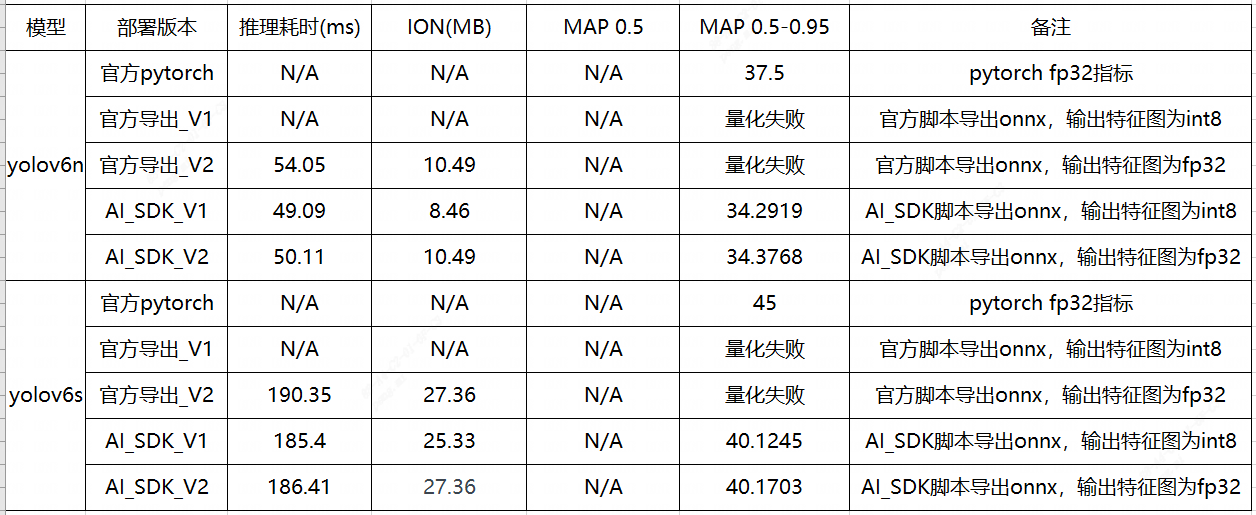 模型 部署版本 推理耗时(ms) ION(MB) MAP 0.5 MAP 0.5-0.95 备注
yolov6n 官方pytorch N/A N/A N/A 37.5 pytorch fp32指标
官方导出_V1 N/A N/A N/A 量化失败 官方脚本导出onnx，输出特征图为int8
官方导出_V2 54.05 10.49 N/A 量化失败 官方脚本导出onnx，输出特征图为fp32
AI_SDK_V1 49.09 8.46 N/A 34.2919 AI_SDK脚本导出onnx，输出特征图为int8
AI_SDK_V2 50.11 10.49 N/A 34.3768 AI_SDK脚本导出onnx，输出特征图为fp32
yolov6s 官方pytorch N/A N/A N/A 45 pytorch fp32指标
官方导出_V1 N/A N/A N/A 量化失败 官方脚本导出onnx，输出特征图为int8
官方导出_V2 190.35 27.36 N/A 量化失败 官方脚本导出onnx，输出特征图为fp32
AI_SDK_V1 185.4 25.33 N/A 40.1245 AI_SDK脚本导出onnx，输出特征图为int8
AI_SDK_V2 186.41 27.36 N/A 40.1703 AI_SDK脚本导出onnx，输出特征图为fp32